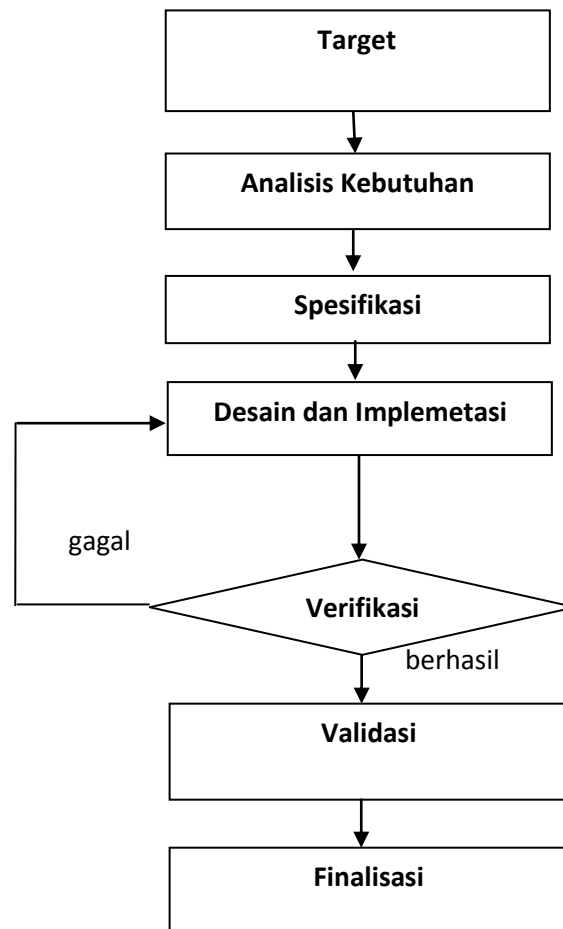 Target
Analisis Kebutuhan
Spesifikasi
Desain dan Implemetasi
gagal
Verifikasi
berhasil
Validasi
Finalisasi